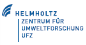 HELMHOLTZ
ZENTRUM FÜR
UMWELTFORSCHUNG
UFZ